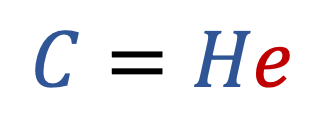 C = He